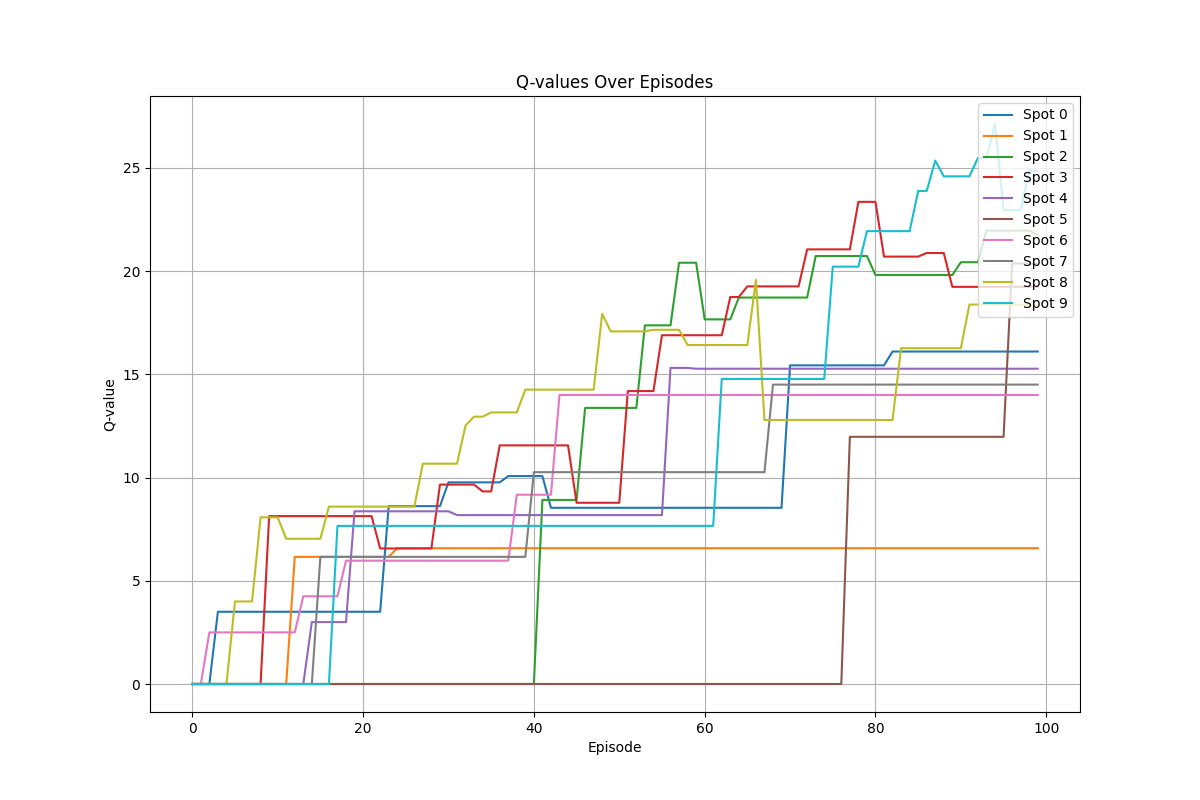 Q-values Over Episodes
Q-value
25
20
15
10
5
0
0 20 40 60 80 100
Episode
Spot 0
Spot 1
Spot 2
Spot 3
Spot 4
Spot 5
Spot 6
Spot 7
Spot 8
Spot 9